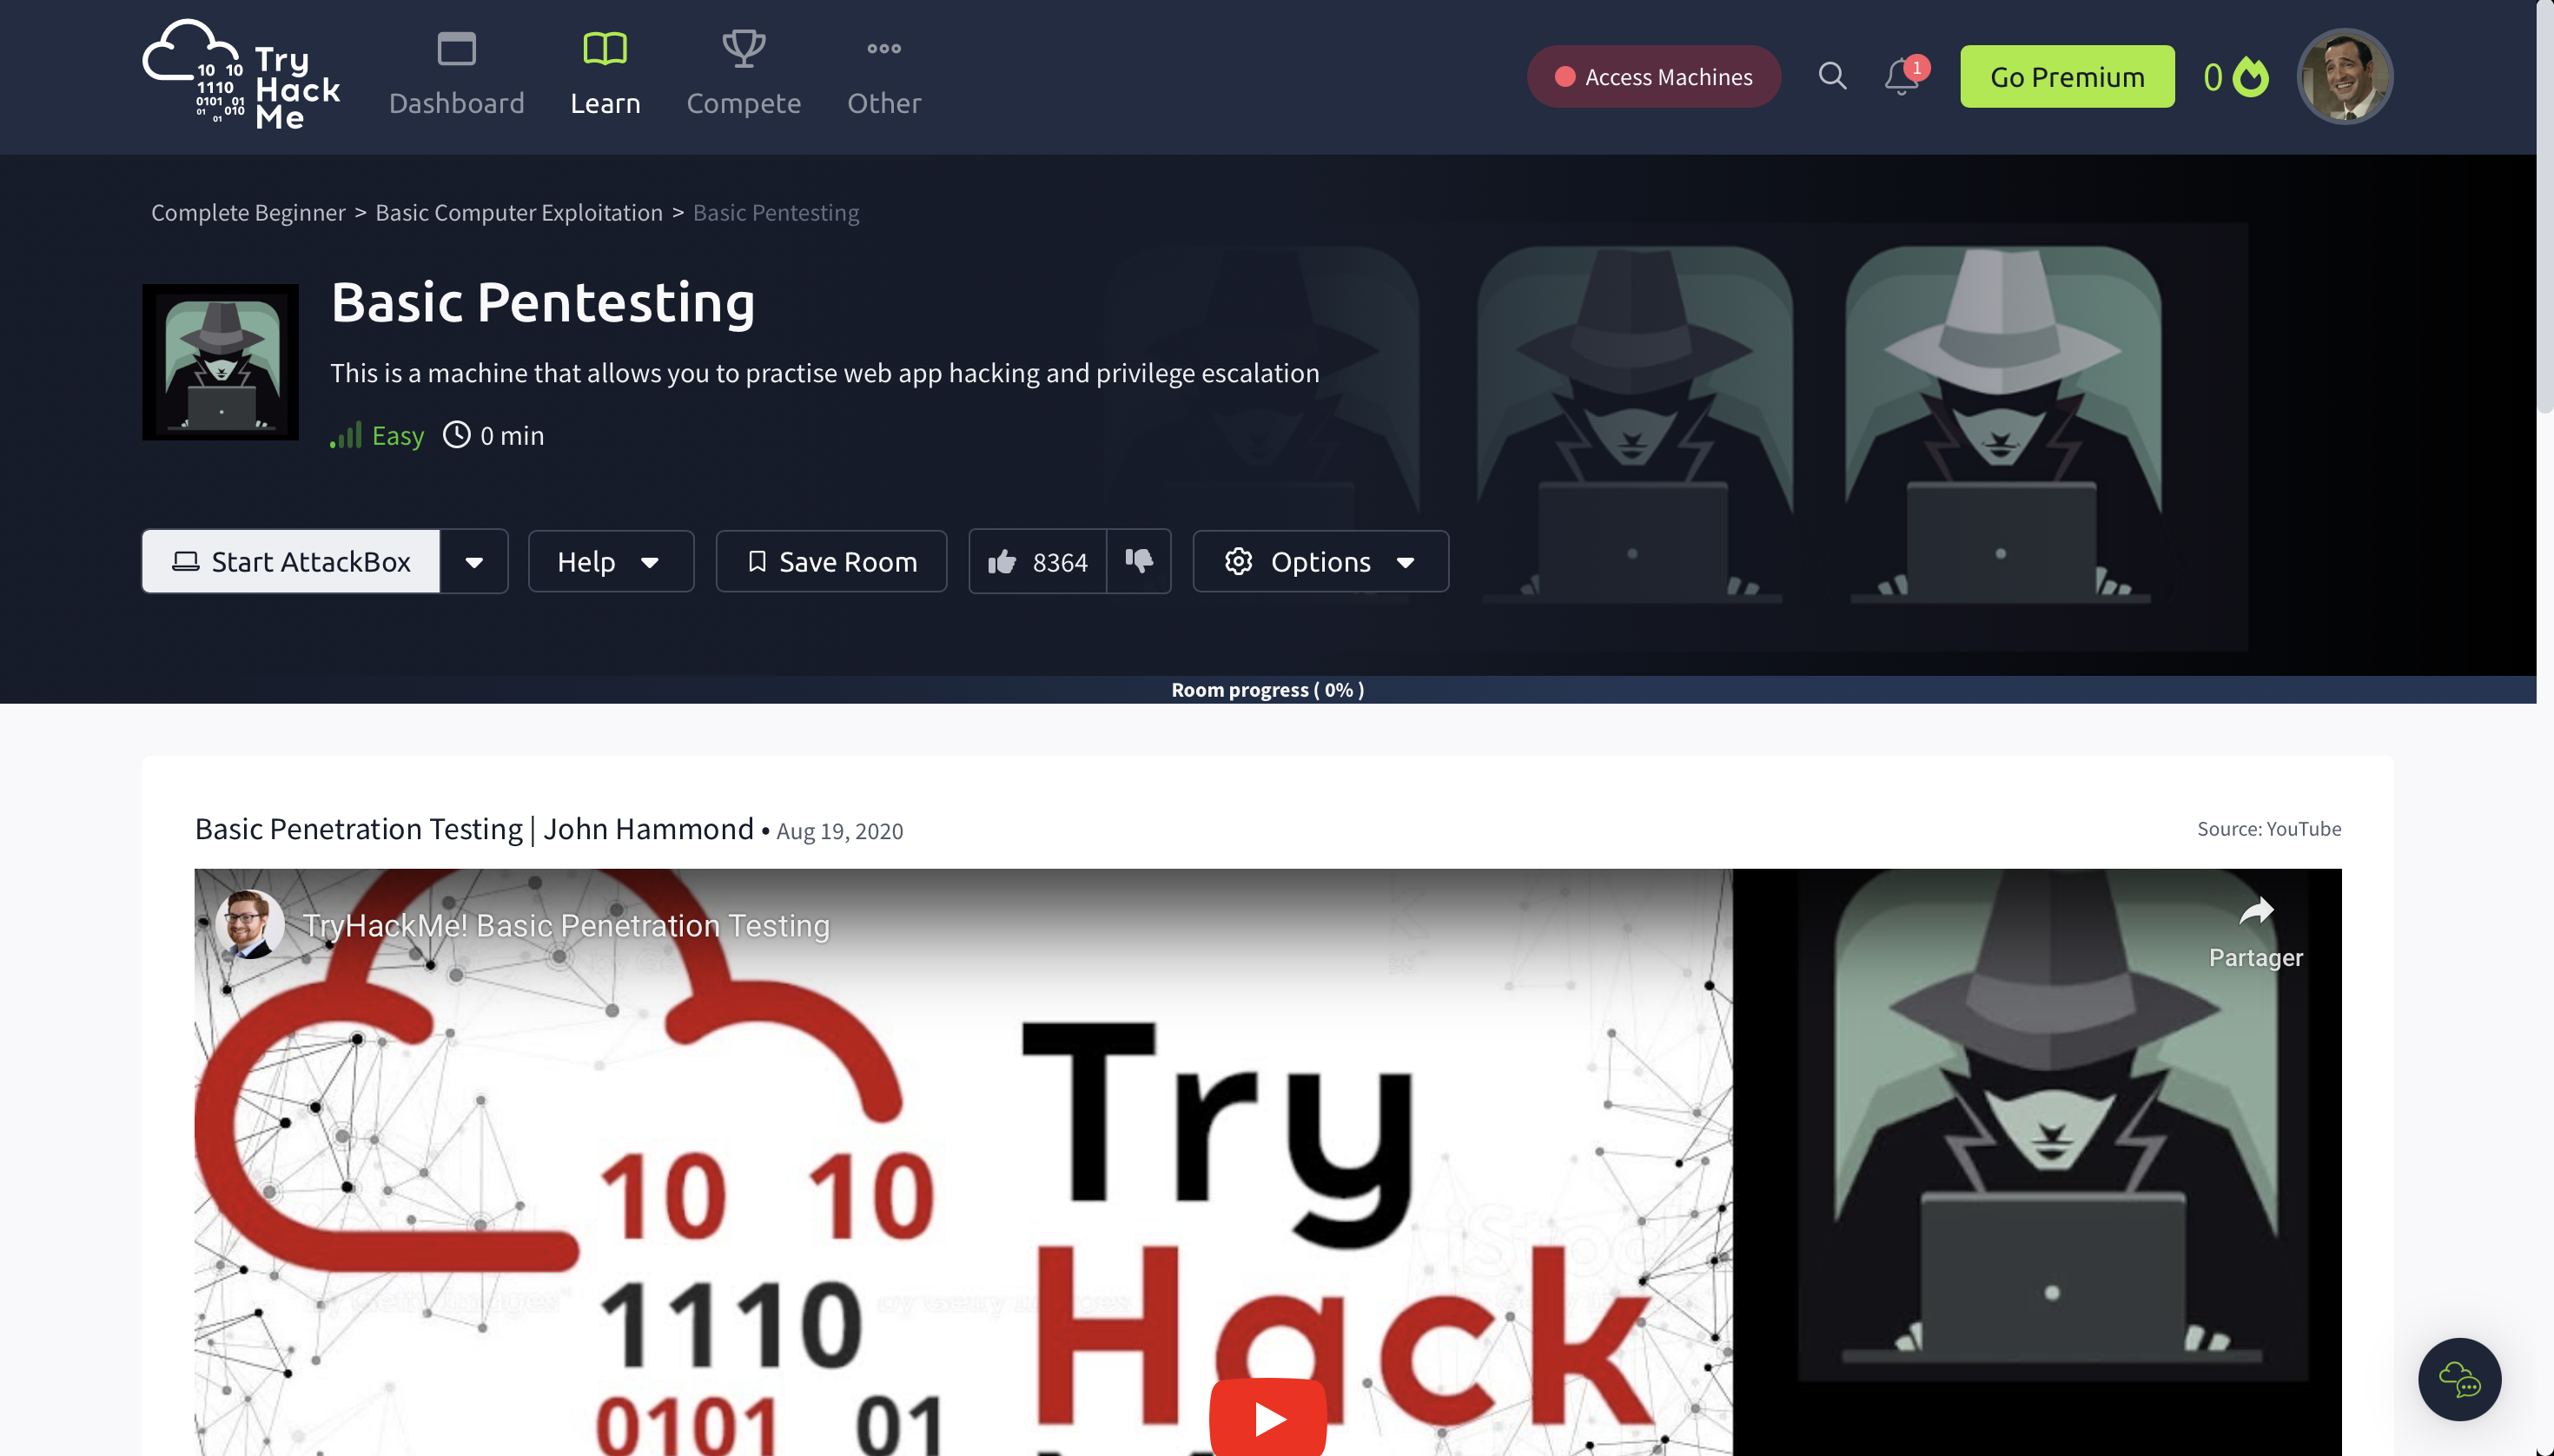 10 10
1110
0101 01
01 010
01
Try
Hack
Me
Dashboard
Learn
Compete
Other
Access Machines
1
Go Premium
0
Complete Beginner > Basic Computer Exploitation > Basic Pentesting
Basic Pentesting
This is a machine that allows you to practise web app hacking and privilege escalation
Easy 0 min
Start AttackBox
Help
Save Room
8364
Options
Room progress ( 0% )
Basic Penetration Testing | John Hammond • Aug 19, 2020
Source: YouTube
TryHackMe! Basic Penetration Testing
Partager
Try
10 10
Hack
1110
0101 01